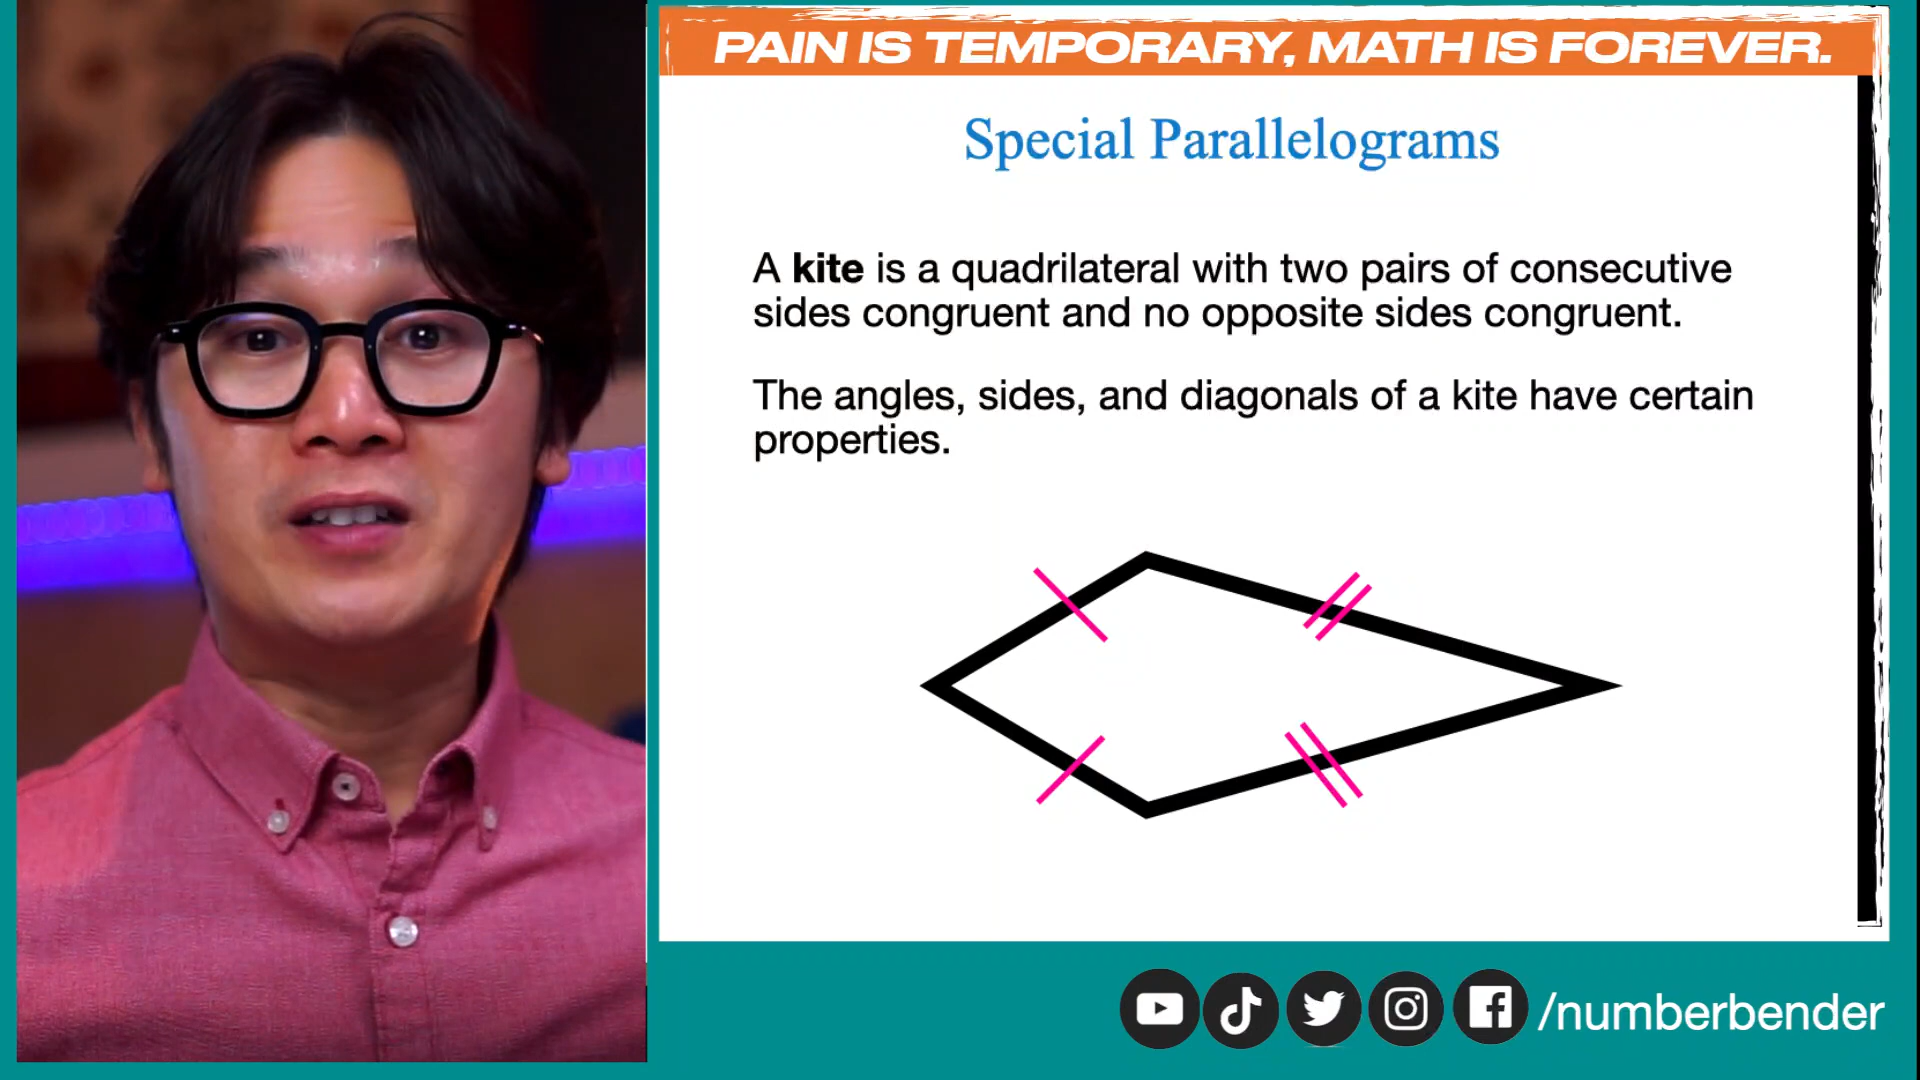 PAIN IS TEMPORARY, MATH IS FOREVER.
Special Parallelograms
A kite is a quadrilateral with two pairs of consecutive
sides congruent and no opposite sides congruent.
The angles, sides, and diagonals of a kite have certain
properties.
/numberbender